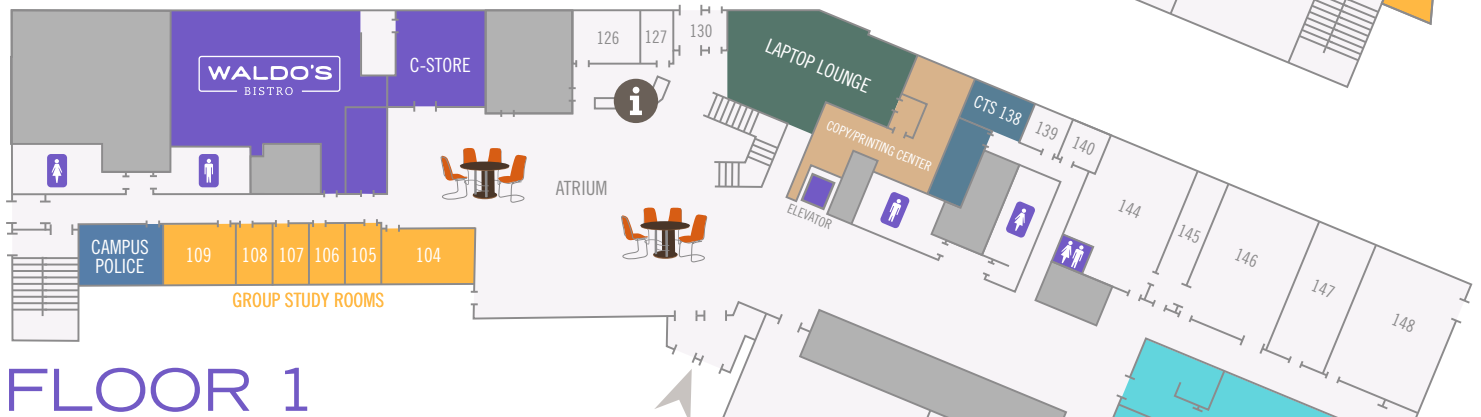 126
127
130
WALDO'S
BISTRO
C-STORE
LAPTOP LOUNGE
i
CTS 138
139
140
COPY/PRINTING CENTER
ATRIUM
ELEVATOR
144
145
146
147
148
CAMPUS
POLICE
109
108
107
106
105
104
GROUP STUDY ROOMS
FLOOR 1